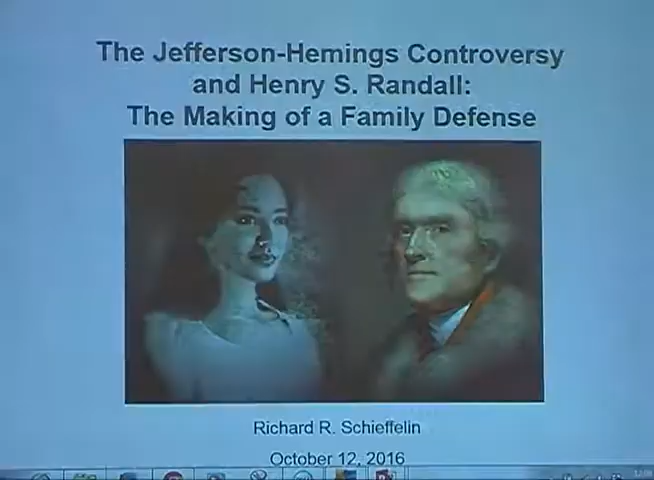 The Jefferson-Hemings Controversy
and Henry S. Randall:
The Making of a Family Defense
Richard R. Schieffelin
October 12, 2016